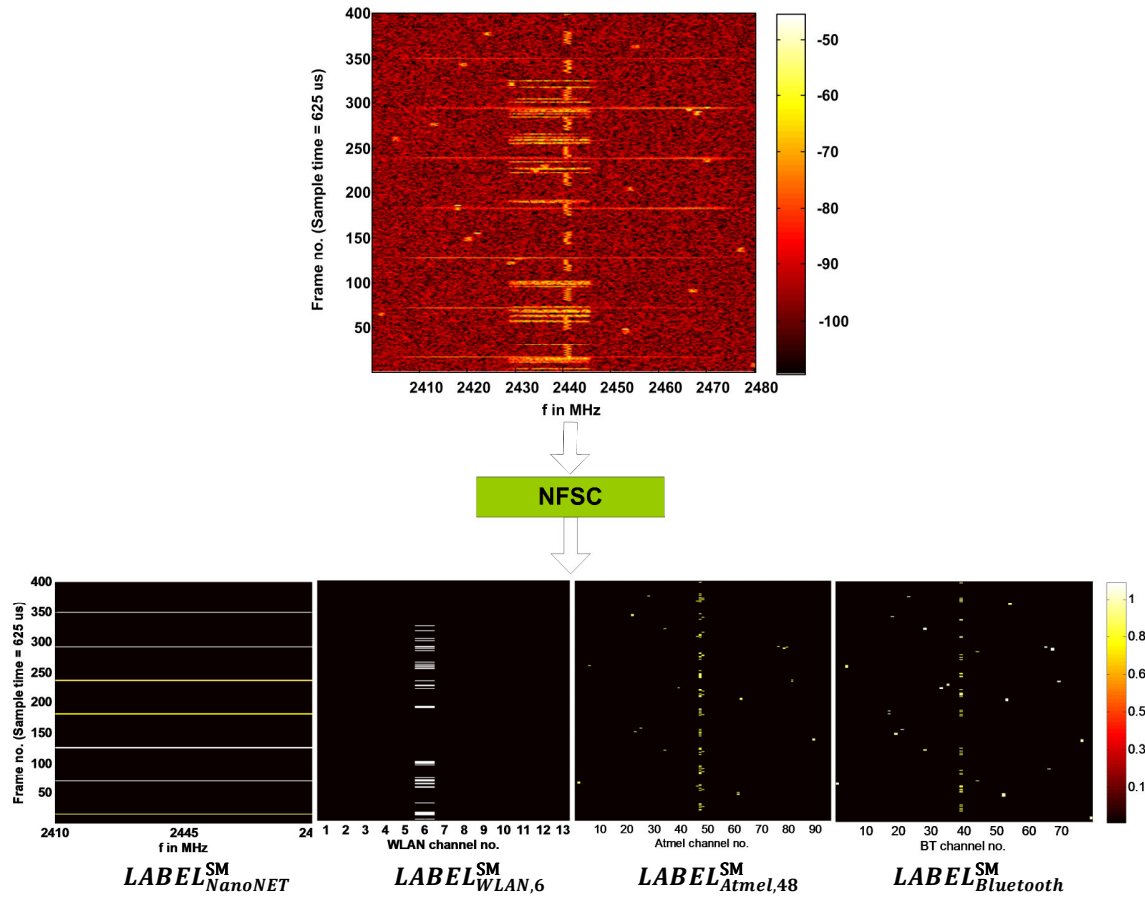 400
350
300
250
200
150
100
50
Frame no. (Sample time = 625 us)
2410 2420 2430 2440 2450 2460 2470 2480
f in MHz
-50
-60
-70
-80
-90
-100
NFSC
400
350
300
250
200
150
100
50
Frame no. (Sample time = 625 us)
2410 2445 24
f in MHz
1 2 3 4 5 6 7 8 9 10 11 12 13
WLAN channel no.
10 20 30 40 50 60 70 80 90
Atmel channel no.
10 20 30 40 50 60 70
BT channel no.
1
0.8
0.6
0.5
0.3
0.1
LABEL^SM_NanoNET
LABEL^SM_WLAN,6
LABEL^SM_Atmel,48
LABEL^SM_Bluetooth